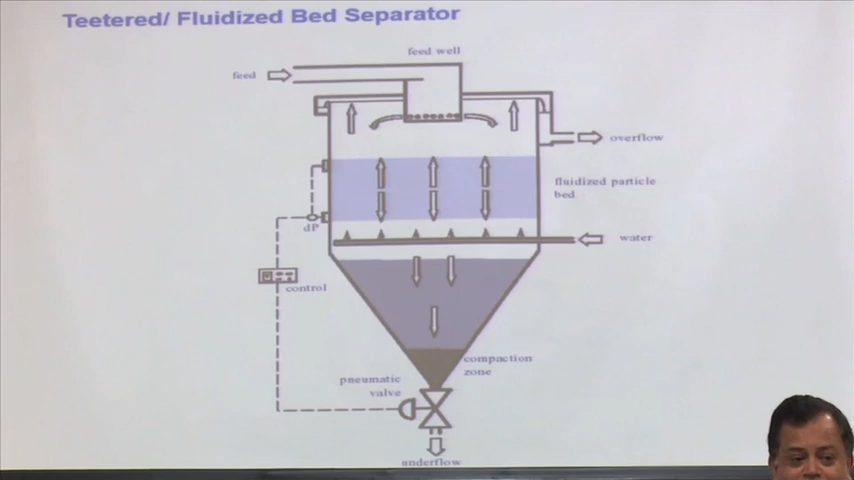 Teetered/ Fluidized Bed Separator
feed well
feed
overflow
fluidized particle
bed
dP
water
control
compaction
zone
pneumatic
valve
underflow